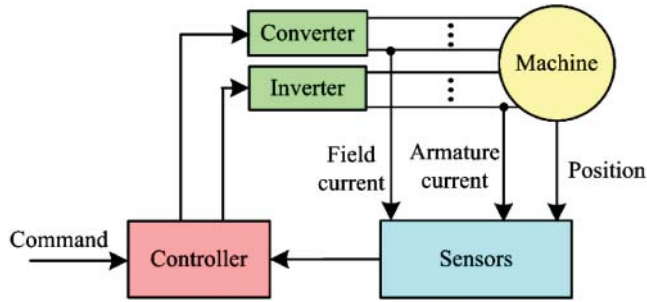 Converter
Machine
Inverter
Field
current
Armature
current
Position
Command
Controller
Sensors